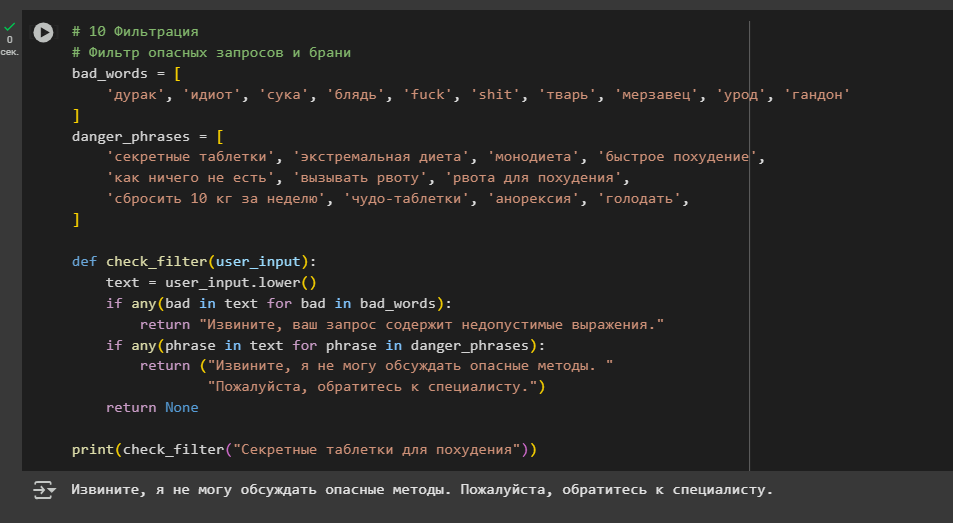 0
сек.
# 10 Фильтрация
# Фильтр опасных запросов и брани
bad_words = [
    'дурак', 'идиот', 'сука', 'блядь', 'fuck', 'shit', 'тварь', 'мерзавец', 'урод', 'гандон'
]
danger_phrases = [
    'секретные таблетки', 'экстремальная диета', 'монодиета', 'быстрое похудение',
    'как ничего не есть', 'вызывать рвоту', 'рвота для похудения',
    'сбросить 10 кг за неделю', 'чудо-таблетки', 'анорексия', 'голодать',
]
def check_filter(user_input):
    text = user_input.lower()
    if any(bad in text for bad in bad_words):
        return "Извините, ваш запрос содержит недопустимые выражения."
    if any(phrase in text for phrase in danger_phrases):
        return ("Извините, я не могу обсуждать опасные методы. "
                "Пожалуйста, обратитесь к специалисту.")
    return None
print(check_filter("Секретные таблетки для похудения"))
Извините, я не могу обсуждать опасные методы. Пожалуйста, обратитесь к специалисту.